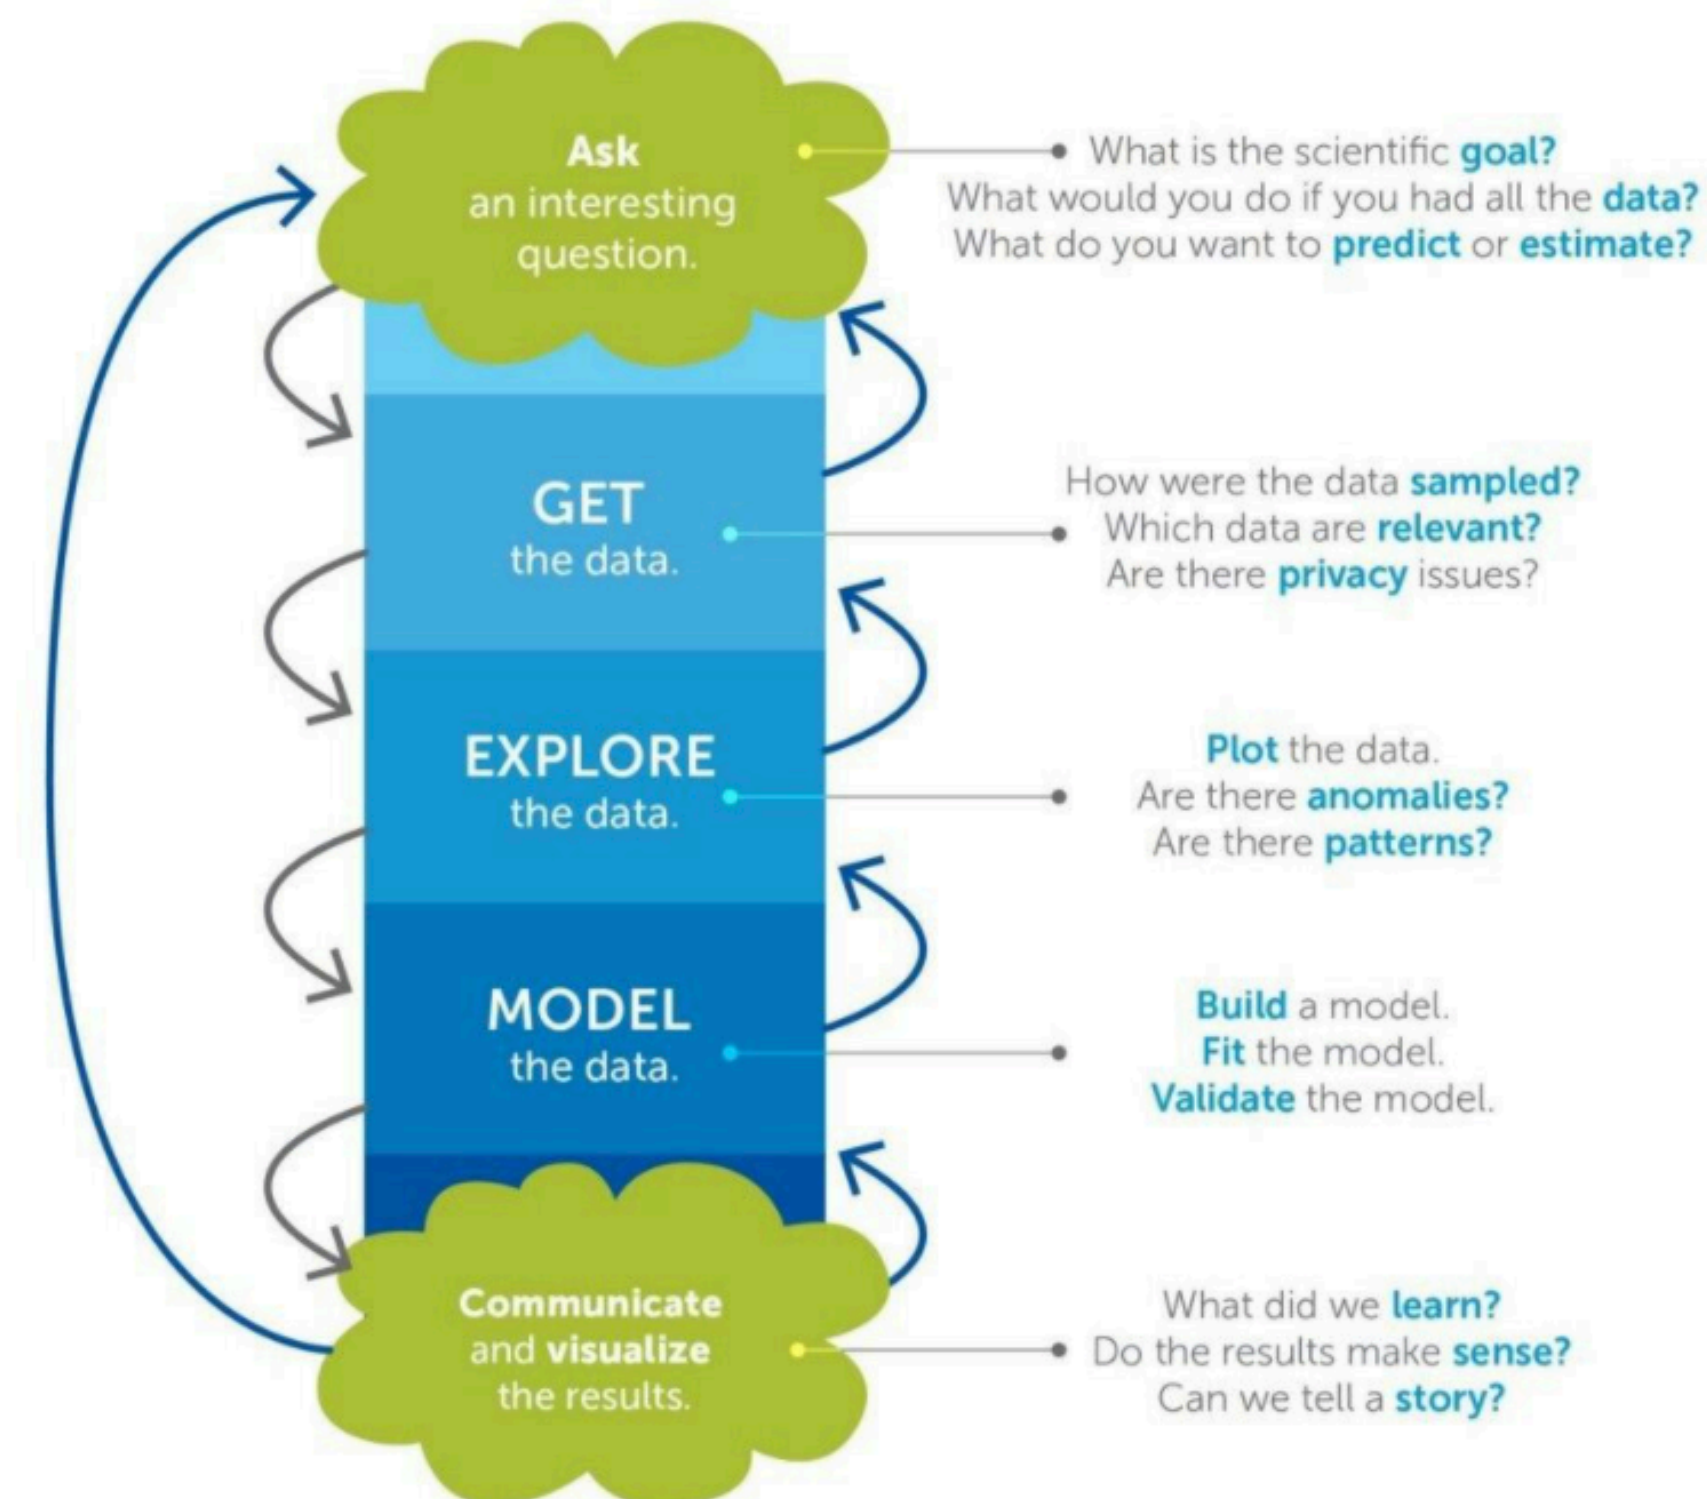 Ask
an interesting
question.
What is the scientific goal?
What would you do if you had all the data?
What do you want to predict or estimate?
GET
the data.
How were the data sampled?
Which data are relevant?
Are there privacy issues?
EXPLORE
the data.
Plot the data.
Are there anomalies?
Are there patterns?
MODEL
the data.
Build a model.
Fit the model.
Validate the model.
Communicate
and visualize
the results.
What did we learn?
Do the results make sense?
Can we tell a story?